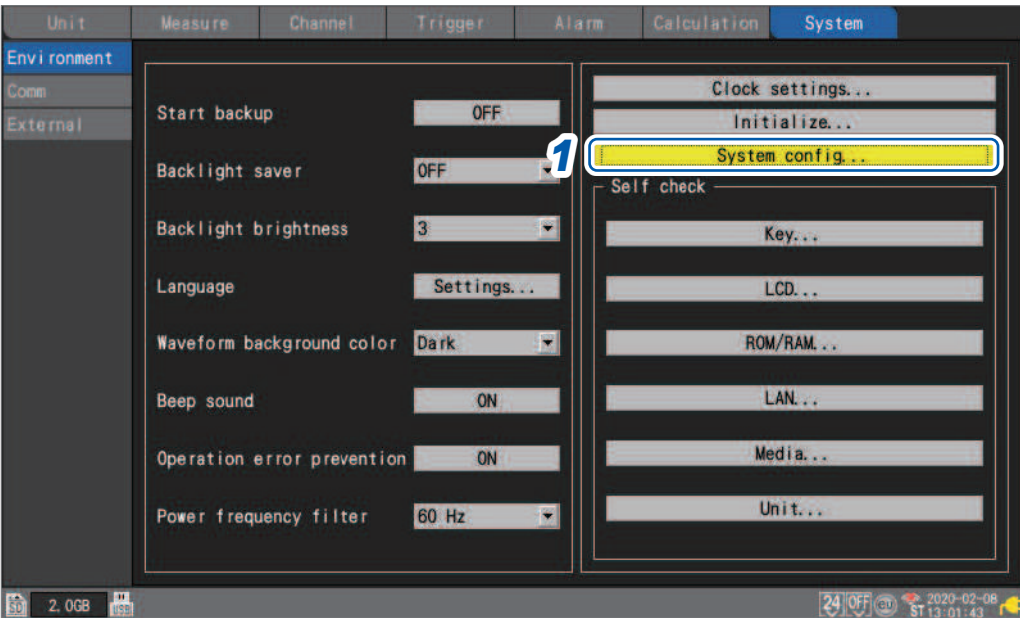 Unit Measure Channel Trigger Alarm Calculation System
Environment
Comm
External
Start backup OFF
Backlight saver OFF
Backlight brightness 3
Language Settings...
Waveform background color Dark
Beep sound ON
Operation error prevention ON
Power frequency filter 60 Hz
Clock settings...
Initialize...
1 System config...
Self check
Key...
LCD...
ROM/RAM...
LAN...
Media...
Unit...
SD 2.0GB USB 24 OFF eu ST 2020-02-08
13:01:43